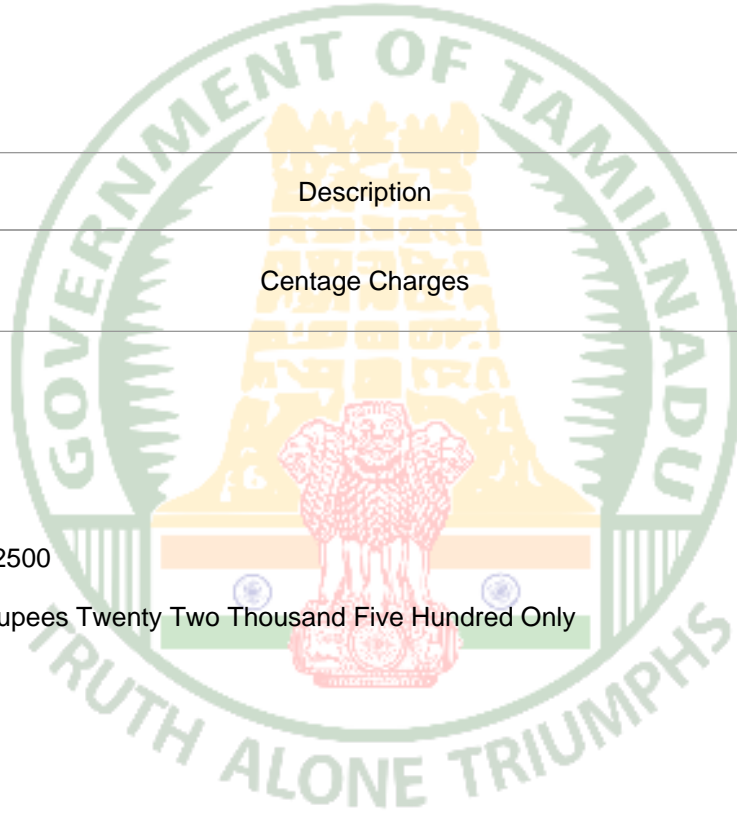 GOVERNMENT OF TAMILNADU
Description
Centage Charges
2500
upees Twenty Two Thousand Five Hundred Only
TRUTH ALONE TRIUMPHS